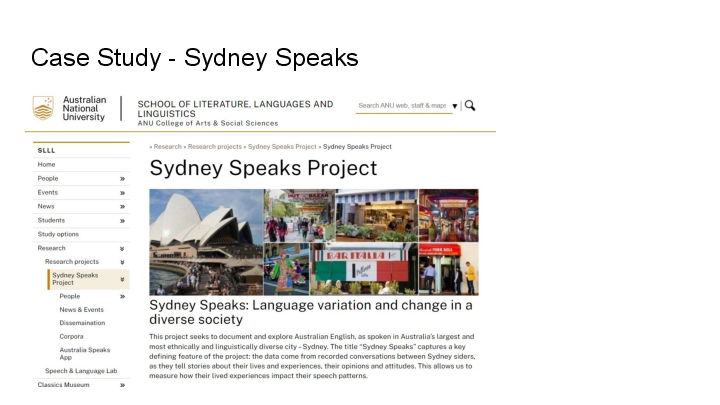 Case Study - Sydney Speaks
Australian
National
University
SCHOOL OF LITERATURE, LANGUAGES AND
LINGUISTICS
ANU College of Arts & Social Sciences
Search ANU web, staff & maps
» Research » Research projects » Sydney Speaks Project » Sydney Speaks Project
SLLL
Home
People »
Events »
News »
Students »
Study options
Research
Research projects
Sydney Speaks
Project
People »
News & Events
Dissemaination
Corpora
Australia Speaks
App
Speech & Language Lab
Classics Museum »
Sydney Speaks Project
BAR ITALIA
Sydney Speaks: Language variation and change in a
diverse society
This project seeks to document and explore Australian English, as spoken in Australia's largest and
most ethnically and linguistically diverse city – Sydney. The title "Sydney Speaks" captures a key
defining feature of the project: the data come from recorded conversations between Sydney siders,
as they tell stories about their lives and experiences, their opinions and attitudes. This allows us to
measure how their lived experiences impact their speech patterns.